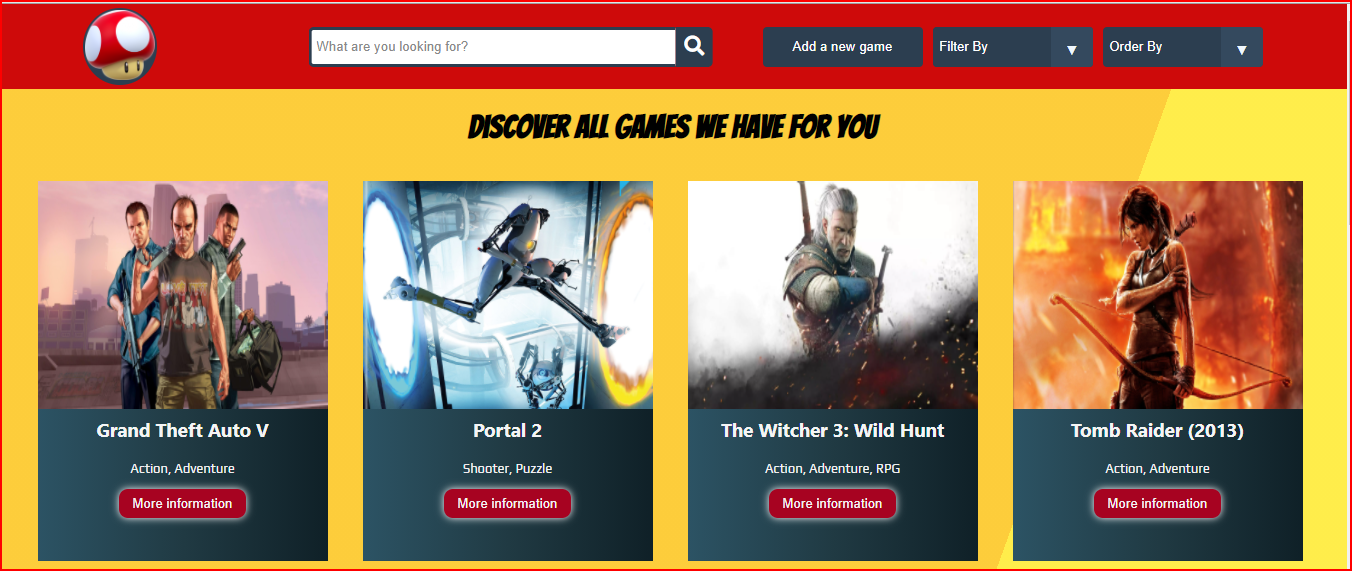 What are you looking for?
Add a new game
Filter By
▼
Order By
▼
DISCOVER ALL GAMES WE HAVE FOR YOU
Grand Theft Auto V
Action, Adventure
More information
Portal 2
Shooter, Puzzle
More information
The Witcher 3: Wild Hunt
Action, Adventure, RPG
More information
Tomb Raider (2013)
Action, Adventure
More information